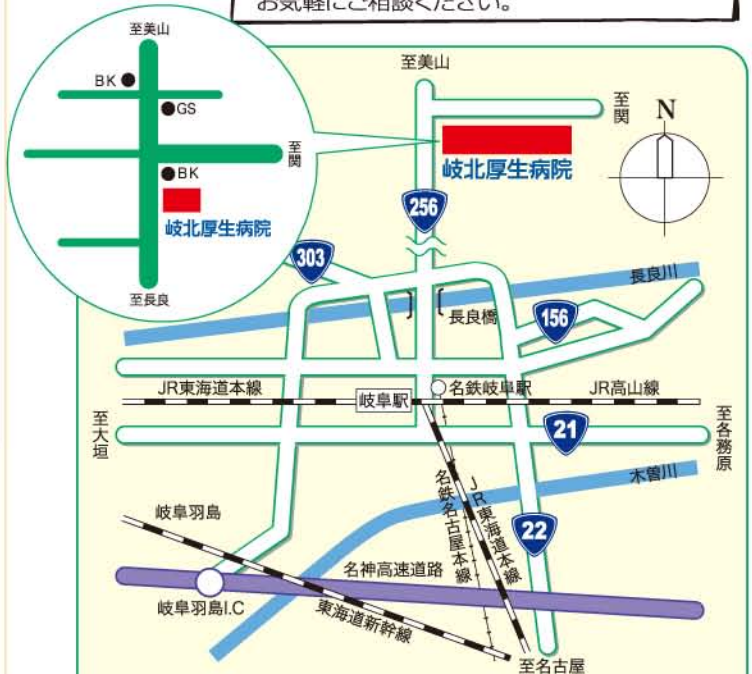 お気軽にご相談ください。
至美山
BK
GS
至関
BK
岐北厚生病院
至長良
至美山
至関
N
岐北厚生病院
256
303
長良川
長良橋
156
JR東海道本線
岐阜駅
名鉄岐阜駅
JR高山線
至大垣
21
至各務原
木曽川
名鉄名古屋本線
JR東海道本線
22
岐阜羽島
名神高速道路
岐阜羽島I.C
東海道新幹線
至名古屋